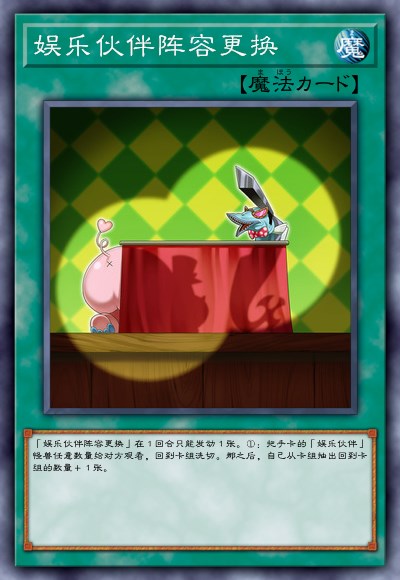 娱乐伙伴阵容更换
魔
【魔法カード】
まほう
「娱乐伙伴阵容更换」在1回合只能发动1张。①：把手卡的「娱乐伙伴」
怪兽任意数量给对方观看，回到卡组洗切。那之后，自己从卡组抽出回到卡
组的数量＋1张。